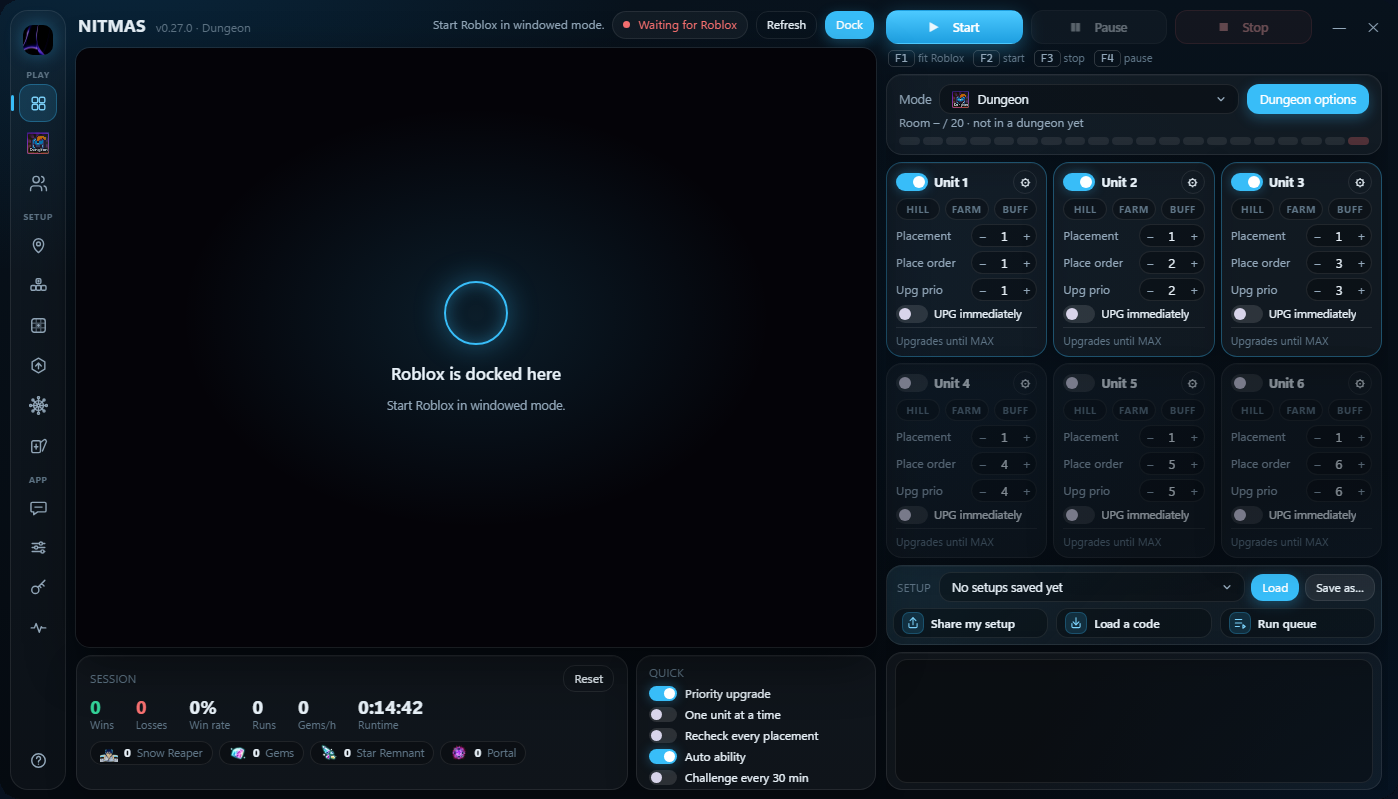 NITMAS v0.27.0 · Dungeon
Start Roblox in windowed mode.
Waiting for Roblox
Refresh
Dock
Start
Pause
Stop
F1 fit Roblox F2 start F3 stop F4 pause
PLAY
SETUP
APP
Roblox is docked here
Start Roblox in windowed mode.
Mode Dungeon
Dungeon options
Room – / 20 · not in a dungeon yet
Unit 1
HILL FARM BUFF
Placement – 1 +
Place order – 1 +
Upg prio – 1 +
UPG immediately
Upgrades until MAX
Unit 2
HILL FARM BUFF
Placement – 1 +
Place order – 2 +
Upg prio – 2 +
UPG immediately
Upgrades until MAX
Unit 3
HILL FARM BUFF
Placement – 1 +
Place order – 3 +
Upg prio – 3 +
UPG immediately
Upgrades until MAX
Unit 4
HILL FARM BUFF
Placement – 1 +
Place order – 4 +
Upg prio – 4 +
UPG immediately
Upgrades until MAX
Unit 5
HILL FARM BUFF
Placement – 1 +
Place order – 5 +
Upg prio – 5 +
UPG immediately
Upgrades until MAX
Unit 6
HILL FARM BUFF
Placement – 1 +
Place order – 6 +
Upg prio – 6 +
UPG immediately
Upgrades until MAX
SETUP No setups saved yet Load Save as...
Share my setup
Load a code
Run queue
SESSION
Reset
0 0 0% 0 0 0:14:42
Wins Losses Win rate Runs Gems/h Runtime
0 Snow Reaper 0 Gems 0 Star Remnant 0 Portal
QUICK
Priority upgrade
One unit at a time
Recheck every placement
Auto ability
Challenge every 30 min